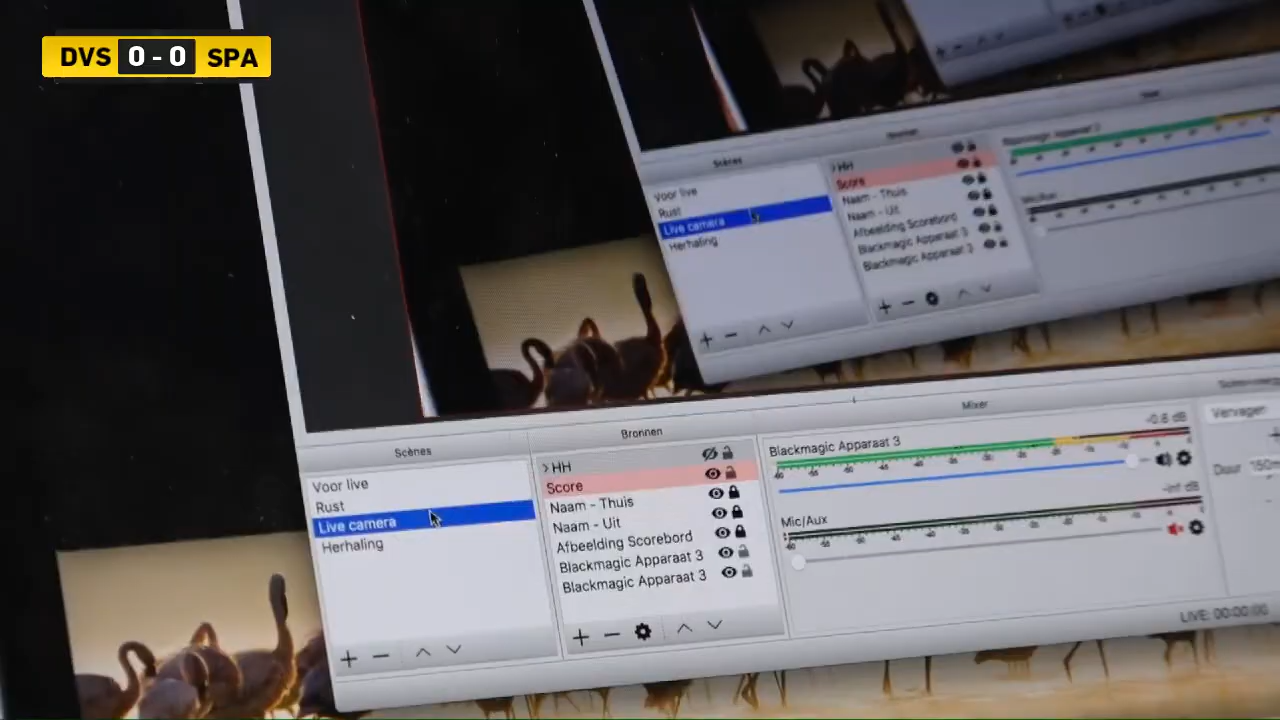 DVS 0 - 0 SPA
Scènes
Voor live
Rust
Live camera
Herhaling
HH
Score
Naam - Thuis
Naam - Uit
Afbeelding Scorebord
Blackmagic Apparaat 3
Blackmagic Apparaat 3
Scènes
Bronnen
Mixer
Voor live
Rust
Live camera
Herhaling
HH
Score
Naam - Thuis
Naam - Uit
Afbeelding Scorebord
Blackmagic Apparaat 3
Blackmagic Apparaat 3
Blackmagic Apparaat 3
-0.6 dB
Mic/Aux
-inf dB
Vervagen
Duur
LIVE: 00:00:00